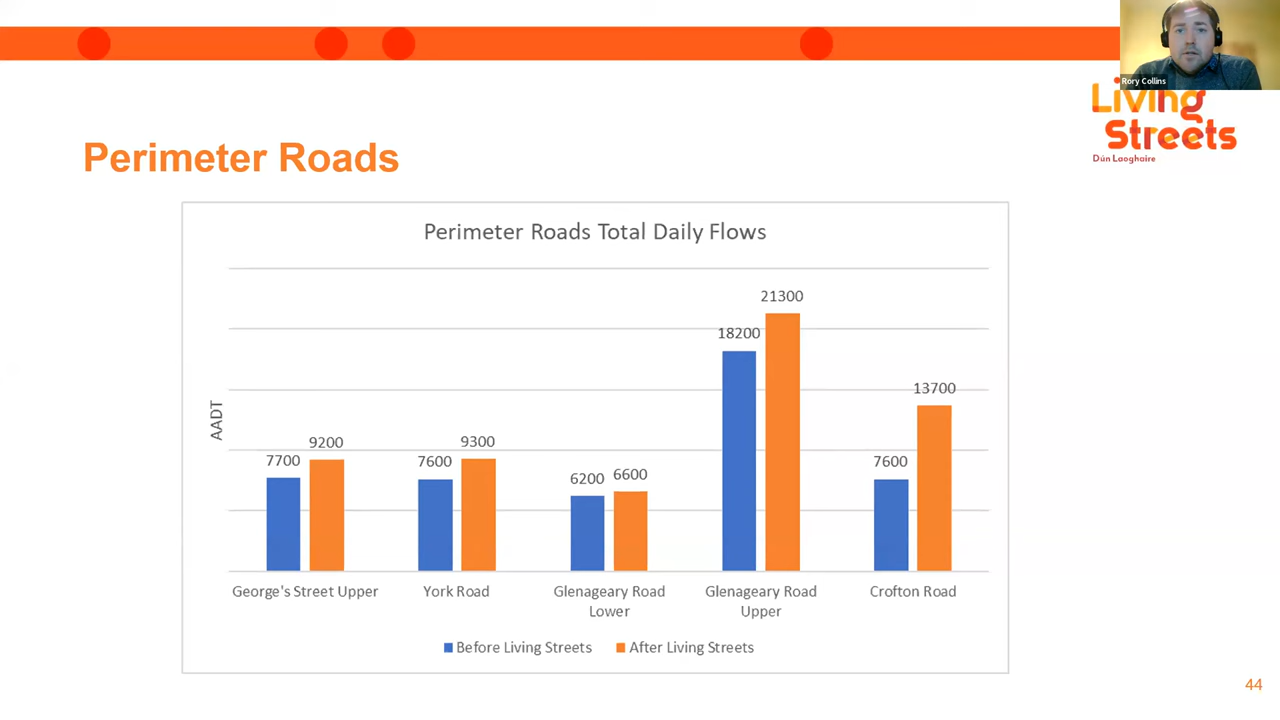 Rory Collins
Living
Streets
Dún Laoghaire
Perimeter Roads
Perimeter Roads Total Daily Flows
AADT
7700
9200
7600
9300
6200
6600
18200
21300
7600
13700
George's Street Upper
York Road
Glenageary Road
Lower
Glenageary Road
Upper
Crofton Road
Before Living Streets
After Living Streets
44